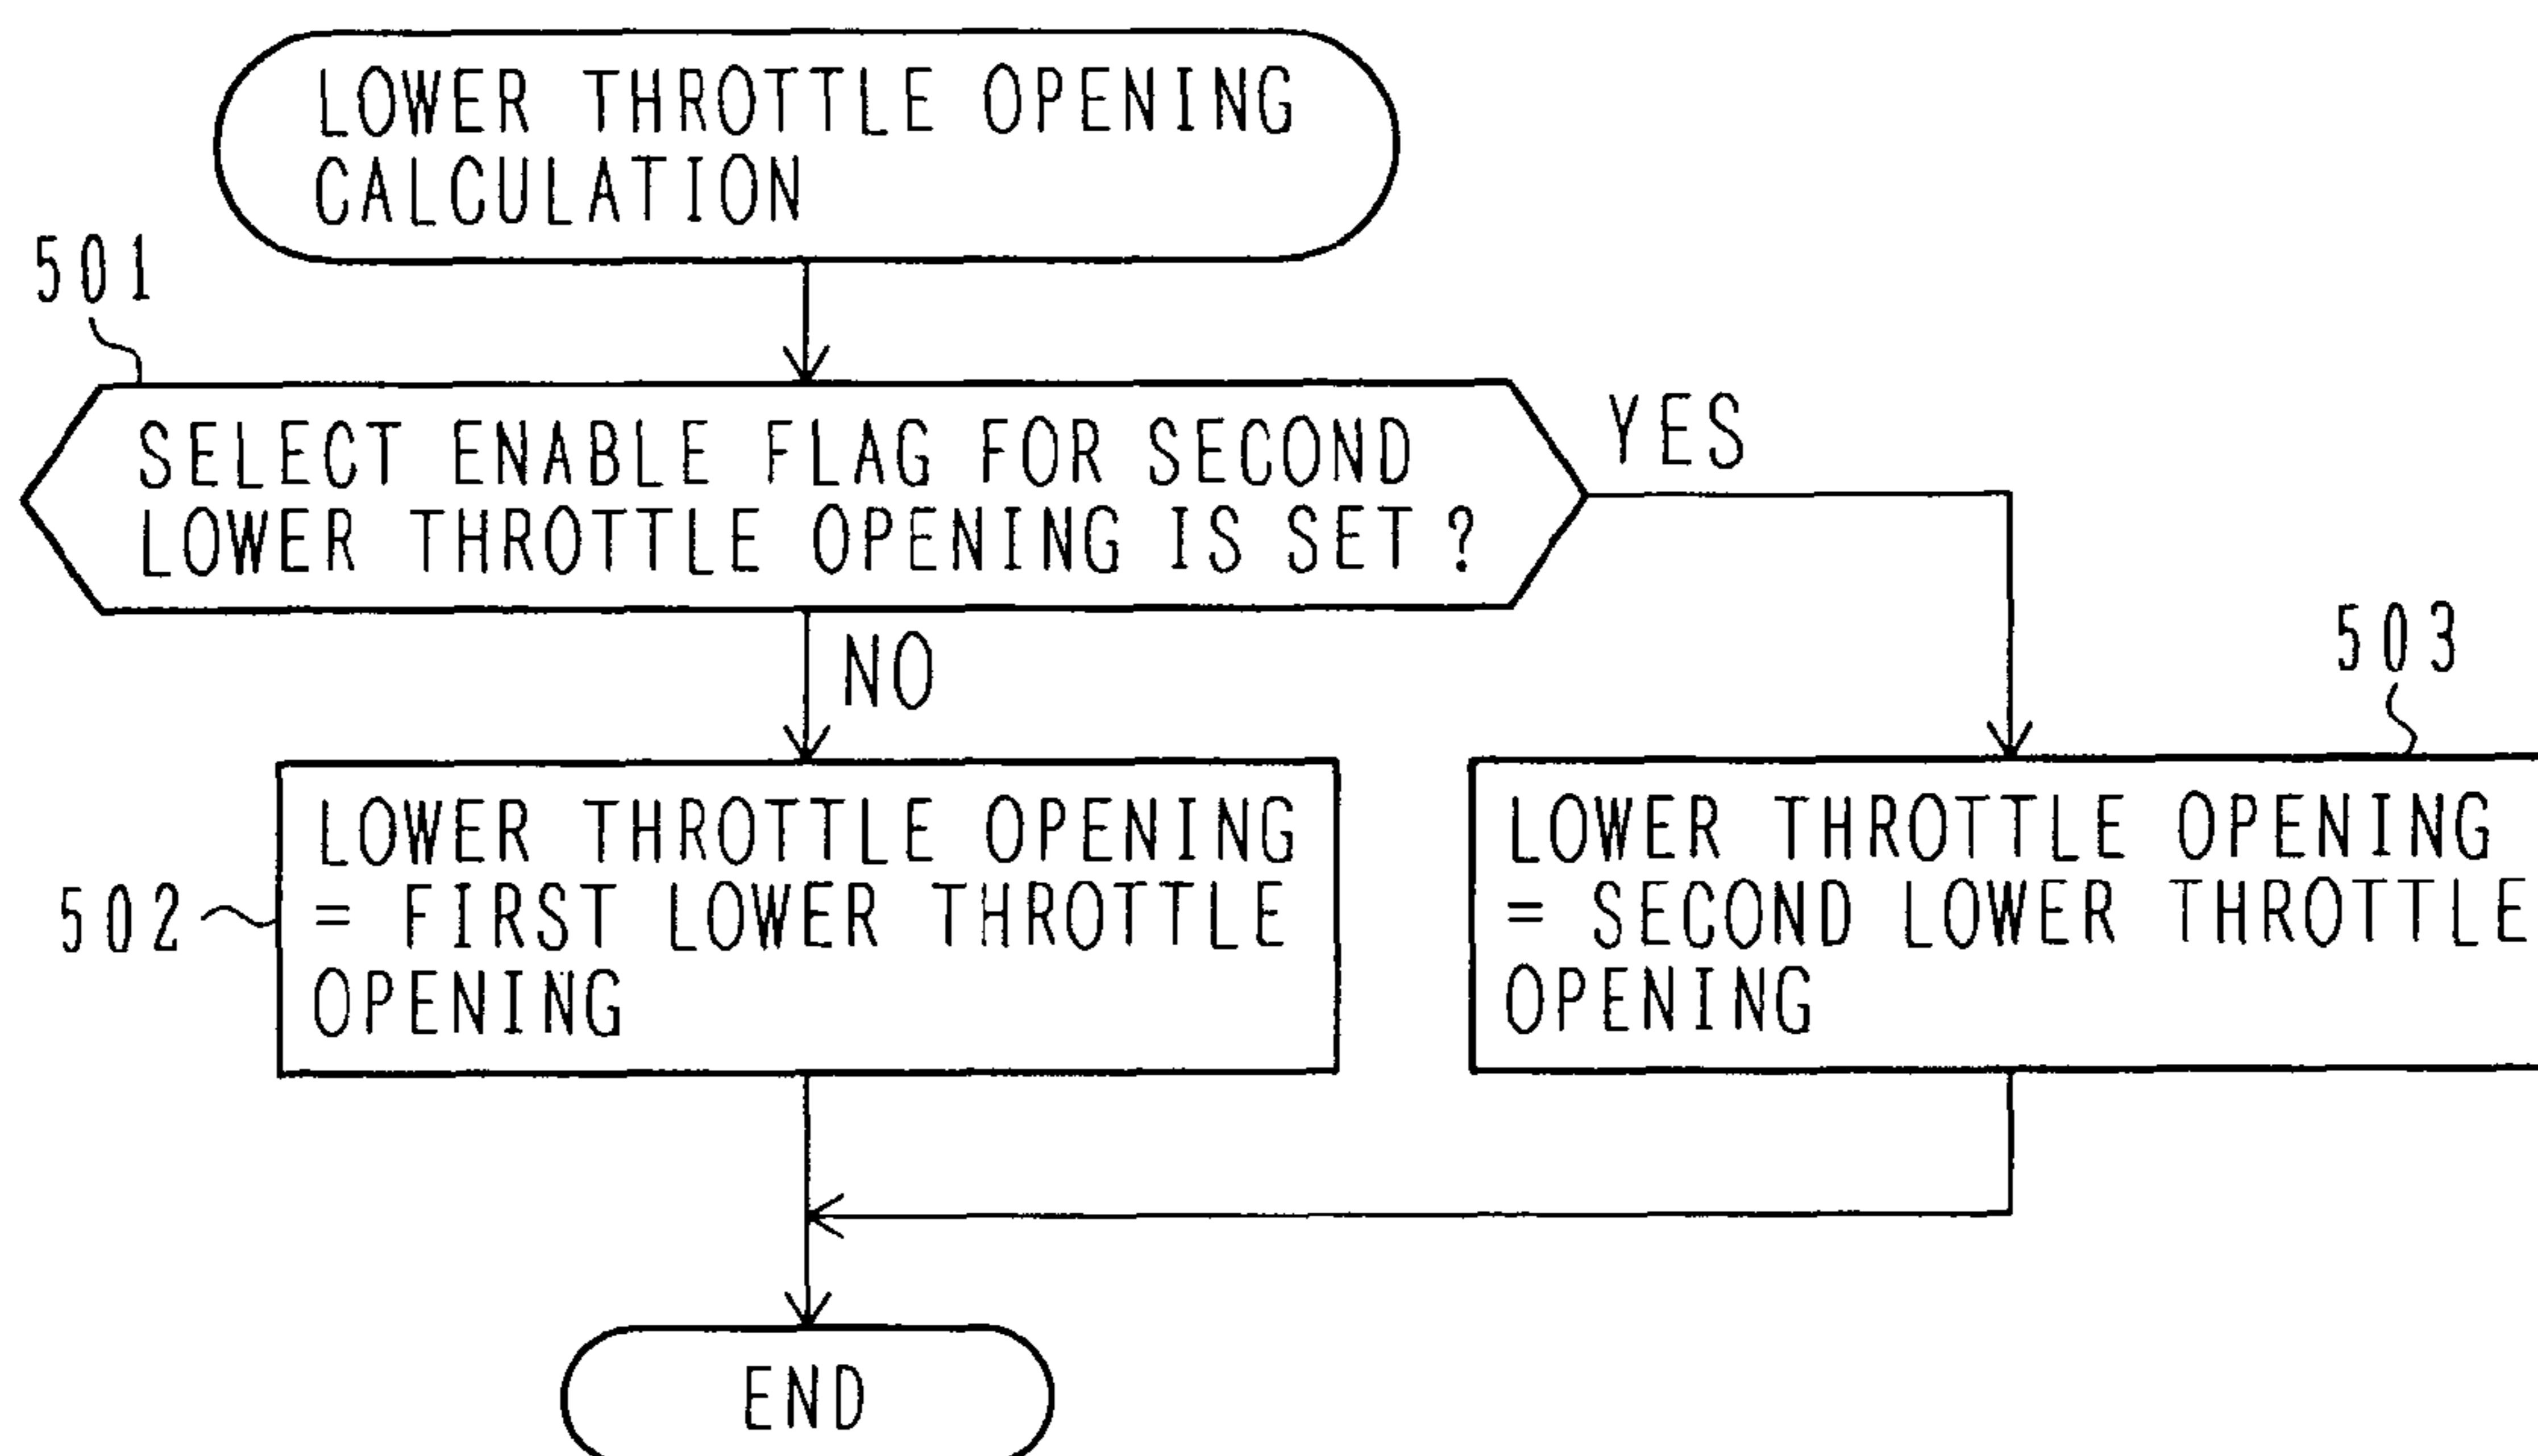 LOWER THROTTLE OPENING
CALCULATION
501
SELECT ENABLE FLAG FOR SECOND
LOWER THROTTLE OPENING IS SET?
YES
NO
503
502
LOWER THROTTLE OPENING
= FIRST LOWER THROTTLE
OPENING
LOWER THROTTLE OPENING
= SECOND LOWER THROTTLE
OPENING
END